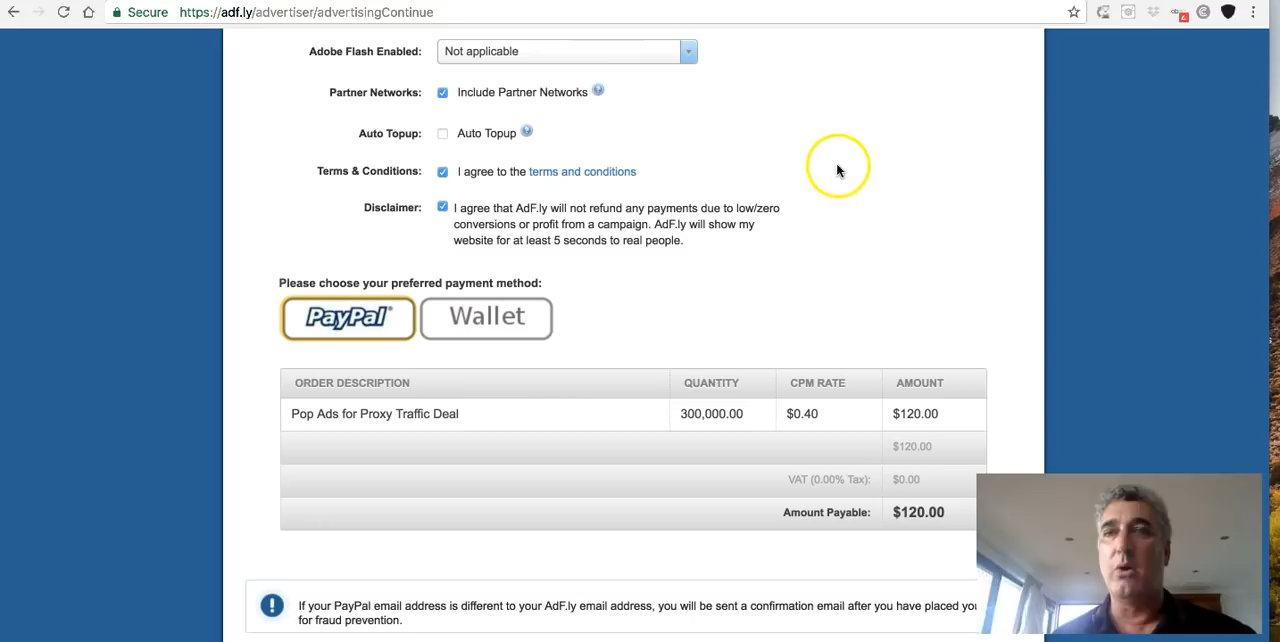 Secure https://adf.ly/advertiser/advertisingContinue
Adobe Flash Enabled: Not applicable
Partner Networks: Include Partner Networks ?
Auto Topup: Auto Topup ?
Terms & Conditions: I agree to the terms and conditions
Disclaimer: I agree that AdF.ly will not refund any payments due to low/zero
conversions or profit from a campaign. AdF.ly will show my
website for at least 5 seconds to real people.
Please choose your preferred payment method:
PayPal Wallet
ORDER DESCRIPTION QUANTITY CPM RATE AMOUNT
Pop Ads for Proxy Traffic Deal 300,000.00 $0.40 $120.00
$120.00
VAT (0.00% Tax): $0.00
Amount Payable: $120.00
If your PayPal email address is different to your AdF.ly email address, you will be sent a confirmation email after you have placed you
for fraud prevention.